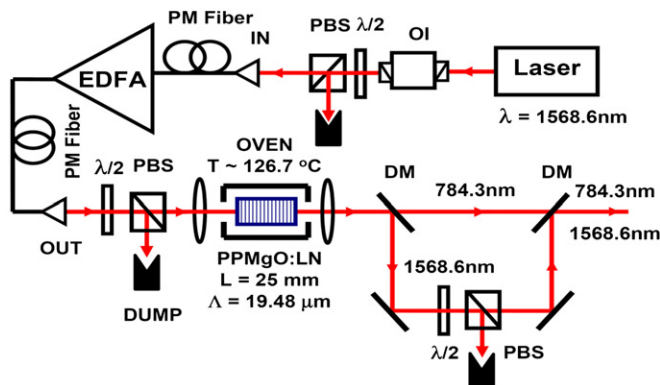 PM Fiber
IN
PBS λ/2
OI
Laser
λ = 1568.6nm
EDFA
PM Fiber
λ/2
PBS
OVEN
T ~ 126.7 °C
DM
784.3nm
DM
784.3nm
1568.6nm
OUT
DUMP
PPMgO:LN
L = 25 mm
Λ = 19.48 μm
1568.6nm
λ/2
PBS